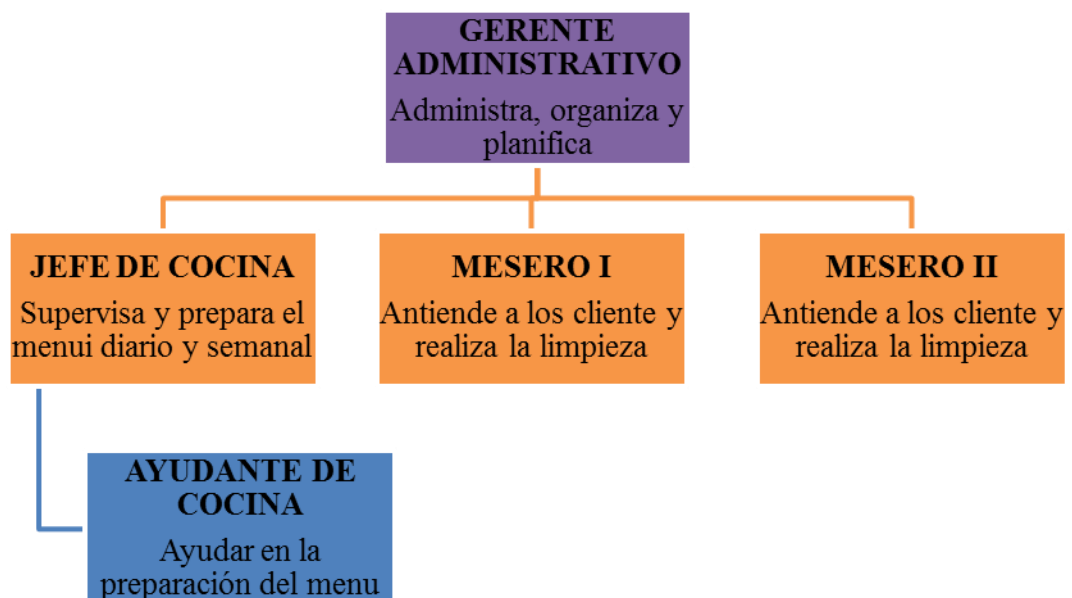 GERENTE
ADMINISTRATIVO
Administra, organiza y
planifica
JEFE DE COCINA
Supervisa y prepara el
menui diario y semanal
MESERO I
Antiende a los cliente y
realiza la limpieza
MESERO II
Antiende a los cliente y
realiza la limpieza
AYUDANTE DE
COCINA
Ayudar en la
preparación del menu